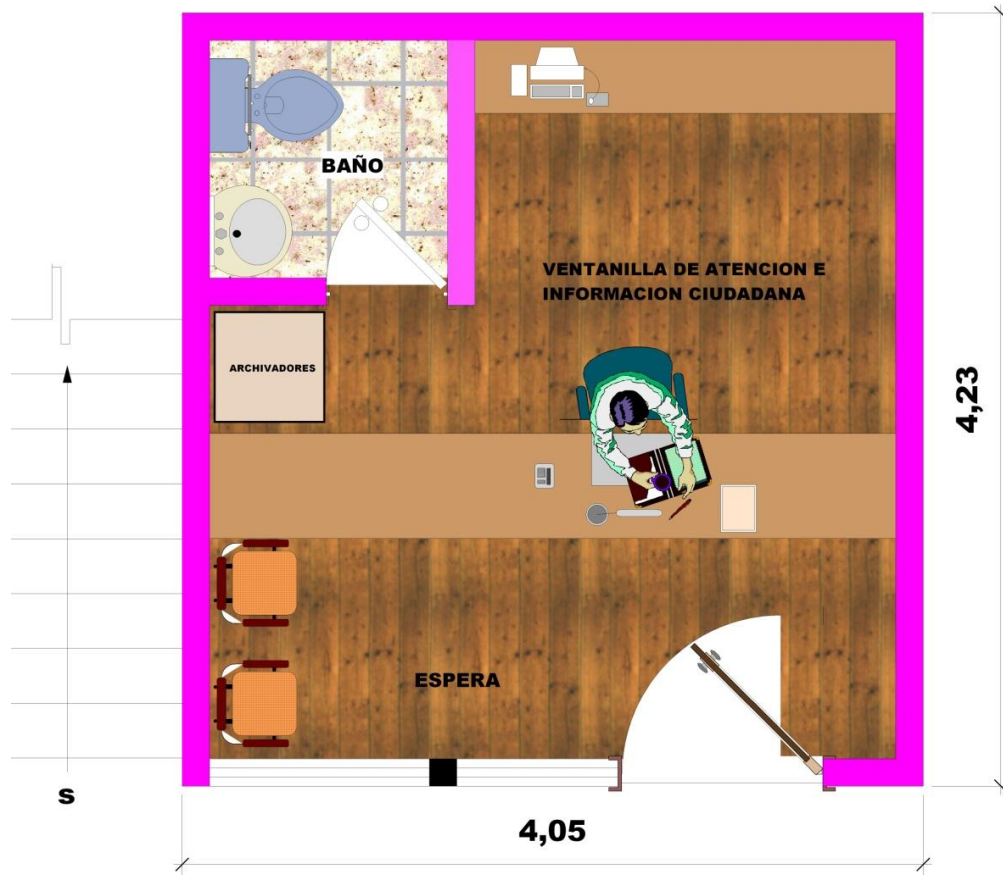 BAÑO
VENTANILLA DE ATENCION E
INFORMACION CIUDADANA
ARCHIVADORES
4,23
ESPERA
S
4,05